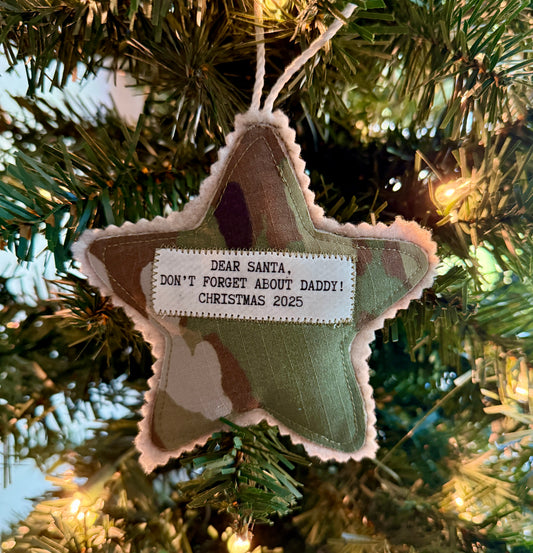 DEAR SANTA,
DON'T FORGET ABOUT DADDY!
CHRISTMAS 2025